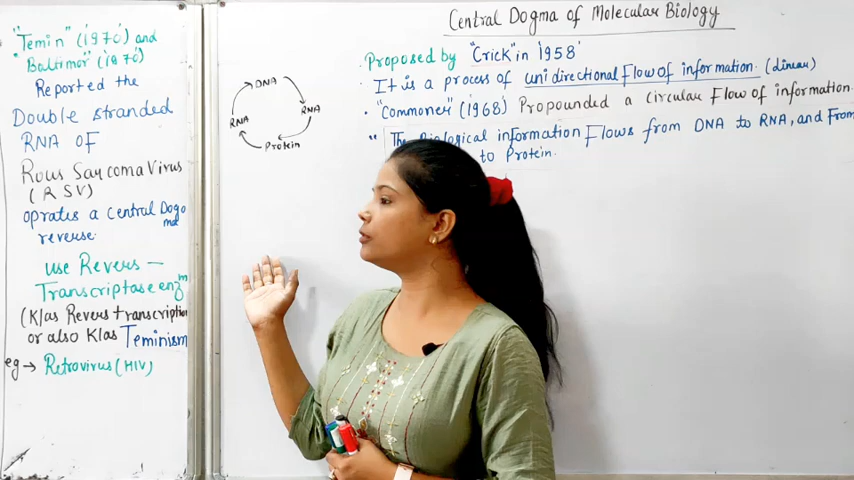 "Temin" (1970) and
"Baltimor" (1970)
Reported the
Double stranded
RNA OF
Rous Sarcoma Virus
(RSV)
oprates a central Dogo
ma
reverse.
use Revers —
Transcriptase enzm
(K/as Revers transcription
or also K/as Teminism
eg → Retrovirus (HIV)
DNA
RNA
Protein
RNA
Central Dogma of Molecular Biology
Proposed by "Crick" in 1958'
It is a process of unidirectional Flow of information. (Linear)
"Commoner" (1968) Propounded a circular Flow of information.
" The Biological information Flows from DNA to RNA, and From
to Protein.